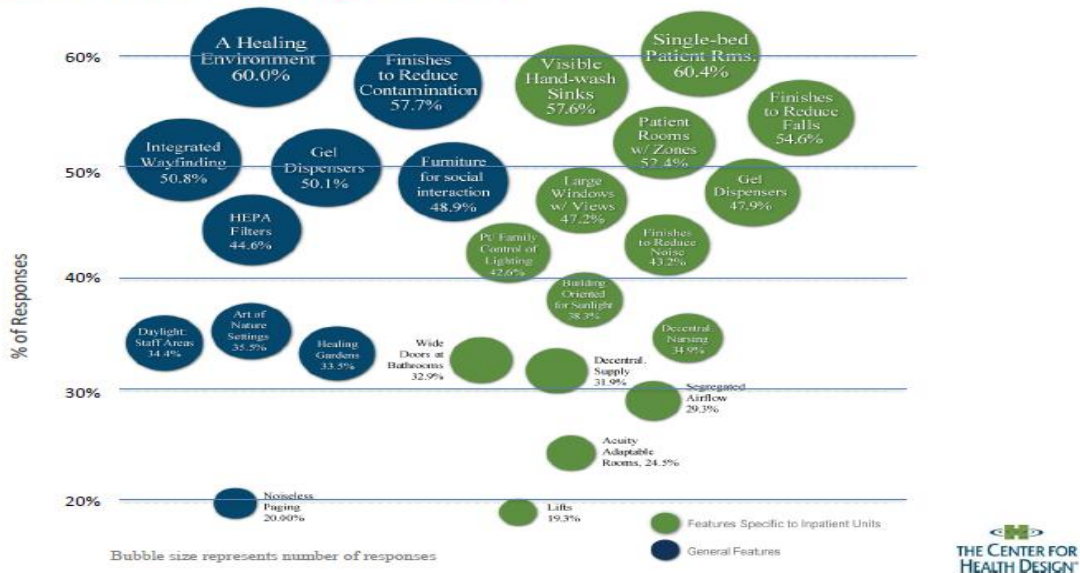 60%
50%
40%
30%
20%
% of Responses
A Healing
Environment
60.0%
Finishes
to Reduce
Contamination
57.7%
Visible
Hand-wash
Sinks
57.6%
Single-bed
Patient Rms.
60.4%
Finishes
to Reduce
Falls
54.6%
Patient
Rooms
w/ Zones
52.4%
Integrated
Wayfinding
50.8%
Gel
Dispensers
50.1%
Furniture
for social
interaction
48.9%
Large
Windows
w/ Views
47.2%
Gel
Dispensers
47.9%
HEPA
Filters
44.6%
Family
Control of
Lighting
42.6%
Finishes
to Reduce
Noise
43.2%
Building
Oriented
for Sunlight
38.3%
Daylight:
Staff Areas
34.4%
Art of
Nature
Settings
35.5%
Healing
Gardens
33.5%
Wide
Doors at
Bathrooms
32.9%
Decentral.
Supply
31.9%
Decentral.
Nursing
34.9%
Segregated
Airflow
29.3%
Acuity
Adaptable
Rooms, 24.5%
Noiseless
Paging
20.00%
Lifts
19.3%
Features Specific to Inpatient Units
General Features
Bubble size represents number of responses
THE CENTER FOR
HEALTH DESIGN